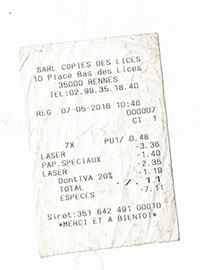 SARL COPIES DES LICES
10 Place Bas des Lices
35000 RENNES
TEL:02.99.35.18.40
REG 07-05-2016 10:46
000007
CT 1
7X PU1/ 0.48
LASER -3.36
-1.40
PAP.SPECIAUX -2.35
LASER -1.19
DontTVA 20%
TOTAL -7.11
ESPECES -7.11
Siret:351 642 491 00010
*MERCI ET A BIENTOT*